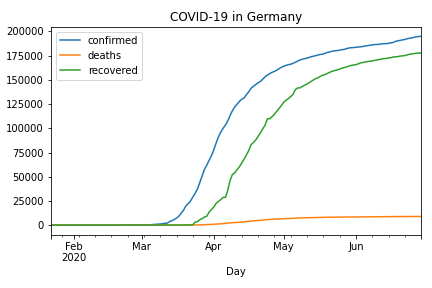 COVID-19 in Germany
confirmed
deaths
recovered
200000
175000
150000
125000
100000
75000
50000
25000
0
Feb Mar Apr May Jun
2020
Day